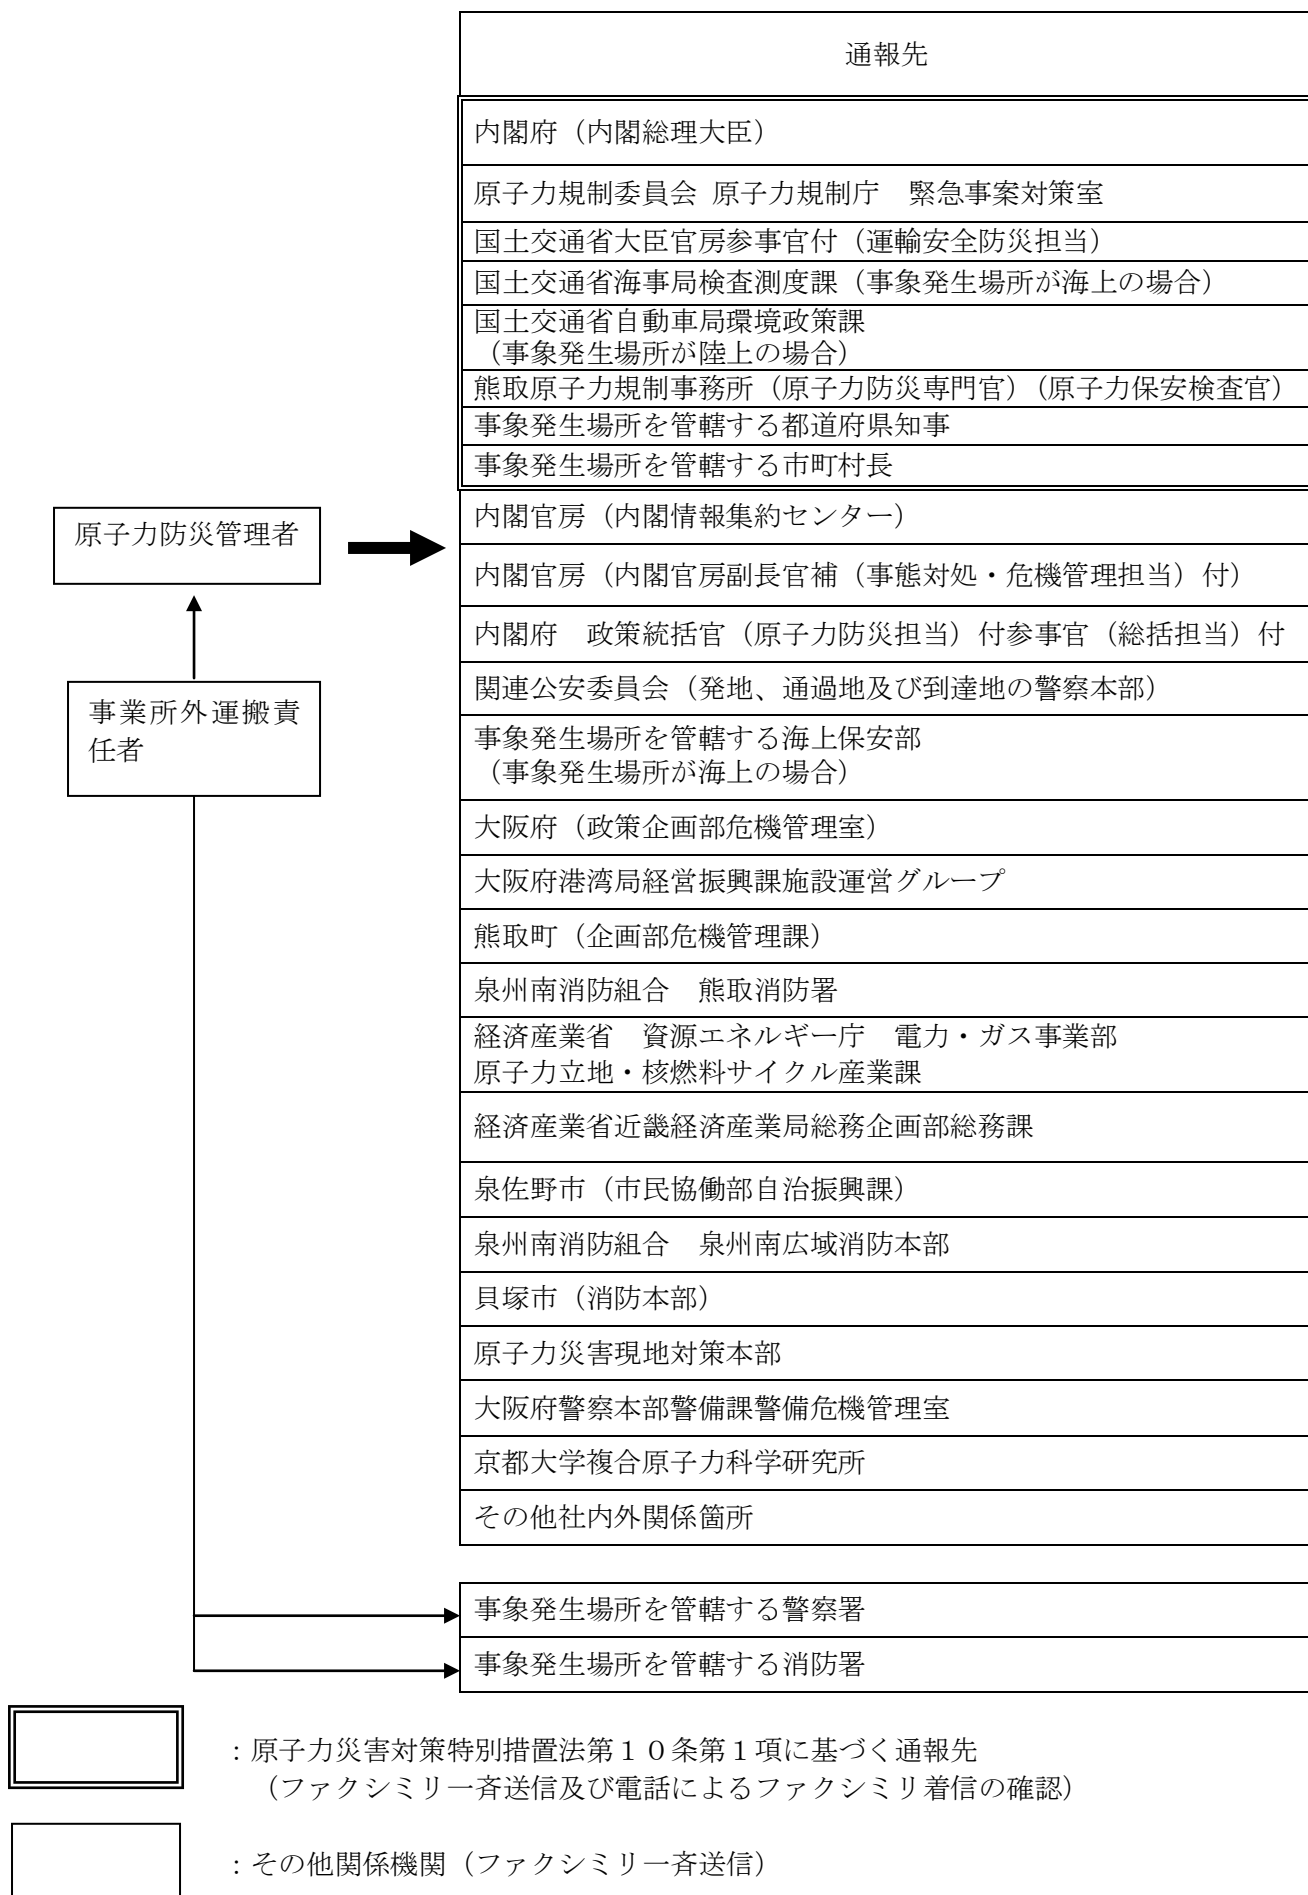 通報先
内閣府（内閣総理大臣）
原子力規制委員会 原子力規制庁　緊急事案対策室
国土交通省大臣官房参事官付（運輸安全防災担当）
国土交通省海事局検査測度課（事象発生場所が海上の場合）
国土交通省自動車局環境政策課
（事象発生場所が陸上の場合）
熊取原子力規制事務所（原子力防災専門官）（原子力保安検査官）
事象発生場所を管轄する都道府県知事
事象発生場所を管轄する市町村長
内閣官房（内閣情報集約センター）
原子力防災管理者
内閣官房（内閣官房副長官補（事態対処・危機管理担当）付）
内閣府　政策統括官（原子力防災担当）付参事官（総括担当）付
関連公安委員会（発地、通過地及び到達地の警察本部）
事業所外運搬責
任者
事象発生場所を管轄する海上保安部
（事象発生場所が海上の場合）
大阪府（政策企画部危機管理室）
大阪府港湾局経営振興課施設運営グループ
熊取町（企画部危機管理課）
泉州南消防組合　熊取消防署
経済産業省　資源エネルギー庁　電力・ガス事業部
原子力立地・核燃料サイクル産業課
経済産業省近畿経済産業局総務企画部総務課
泉佐野市（市民協働部自治振興課）
泉州南消防組合　泉州南広域消防本部
貝塚市（消防本部）
原子力災害現地対策本部
大阪府警察本部警備課警備危機管理室
京都大学複合原子力科学研究所
その他社内外関係箇所
事象発生場所を管轄する警察署
事象発生場所を管轄する消防署
：原子力災害対策特別措置法第１０条第１項に基づく通報先
（ファクシミリ一斉送信及び電話によるファクシミリ着信の確認）
：その他関係機関（ファクシミリ一斉送信）